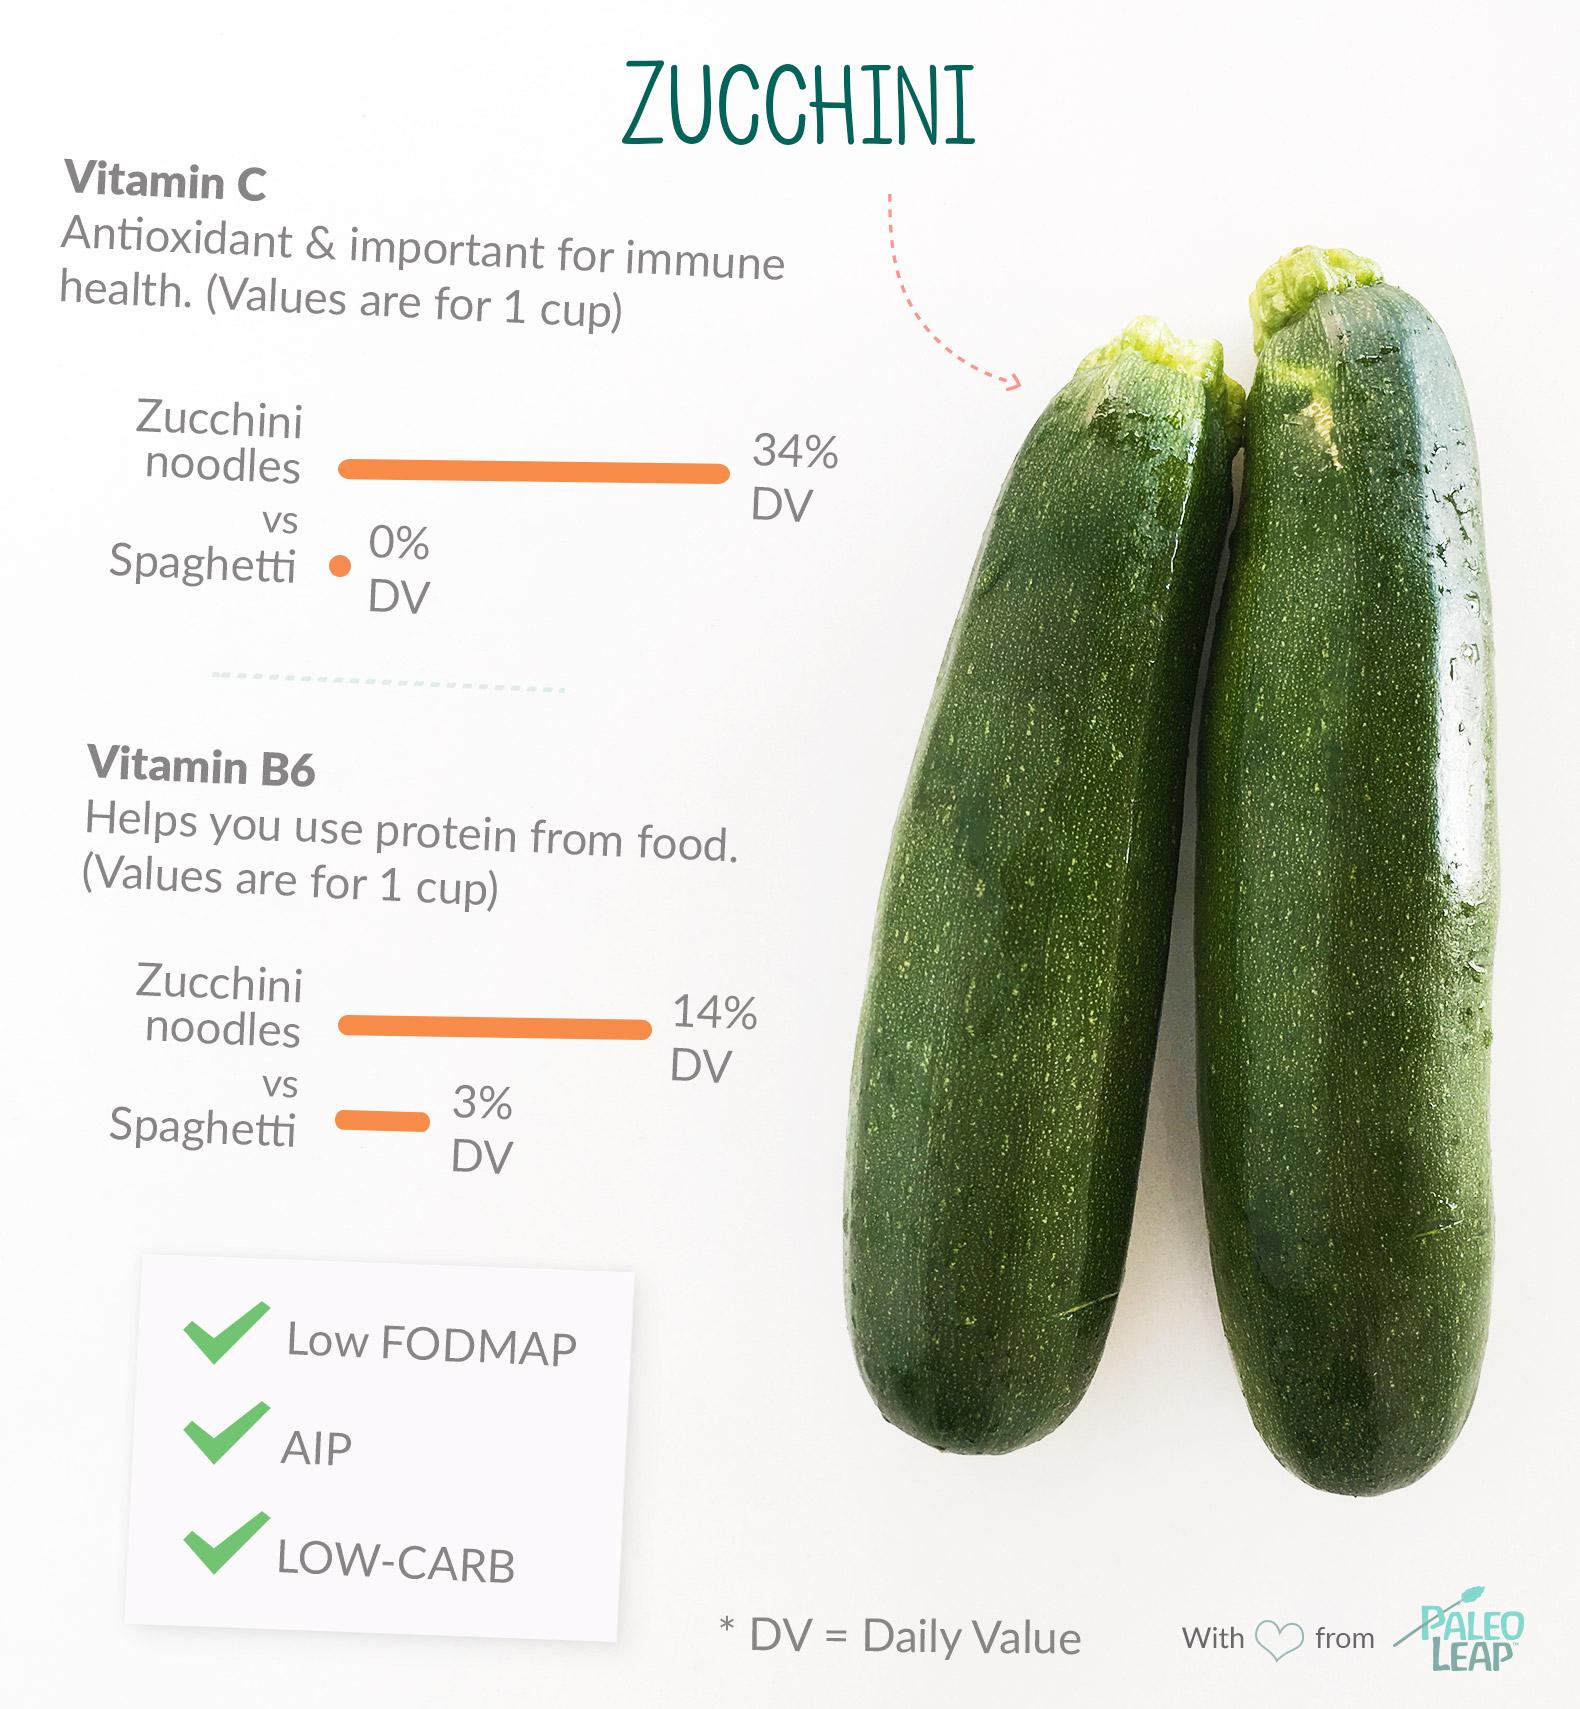 ZUCCHINI
Vitamin C
Antioxidant & important for immune
health. (Values are for 1 cup)
Zucchini
noodles
34%
DV
vs
Spaghetti
0%
DV
Vitamin B6
Helps you use protein from food.
(Values are for 1 cup)
Zucchini
noodles
14%
DV
vs
Spaghetti
3%
DV
Low FODMAP
AIP
LOW-CARB
* DV = Daily Value
With from
PALEO
LEAP™